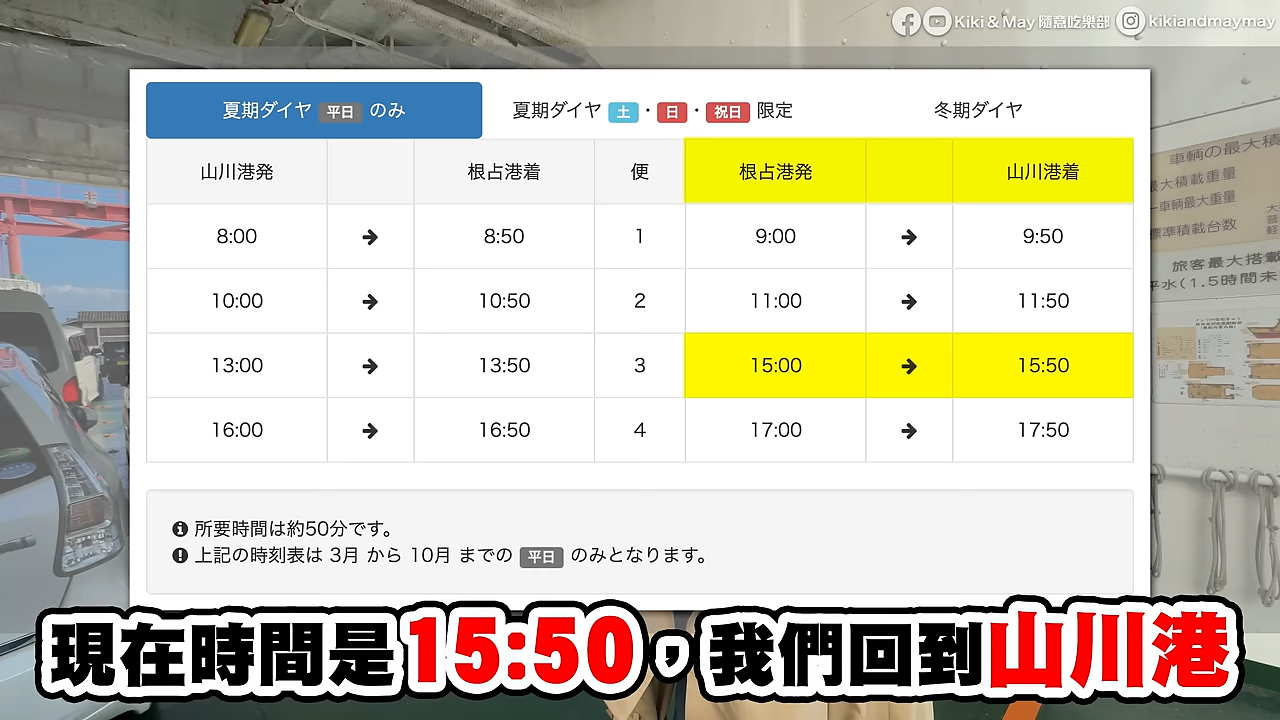 Kiki & May 隨意吃樂部 kikiandmaymay
夏期ダイヤ 平日 のみ 夏期ダイヤ 土・日・祝日 限定 冬期ダイヤ
山川港発 根占港着 便 根占港発 山川港着
8:00 → 8:50 1 9:00 → 9:50
10:00 → 10:50 2 11:00 → 11:50
13:00 → 13:50 3 15:00 → 15:50
16:00 → 16:50 4 17:00 → 17:50
所要時間は約50分です。
上記の時刻表は 3月 から 10月 までの 平日 のみとなります。
車輌の最大積
最大積載重量
車輌最大重量
標準積載台数
旅客最大搭載
平水(1.5時間未
現在時間是15:50，我們回到山川港